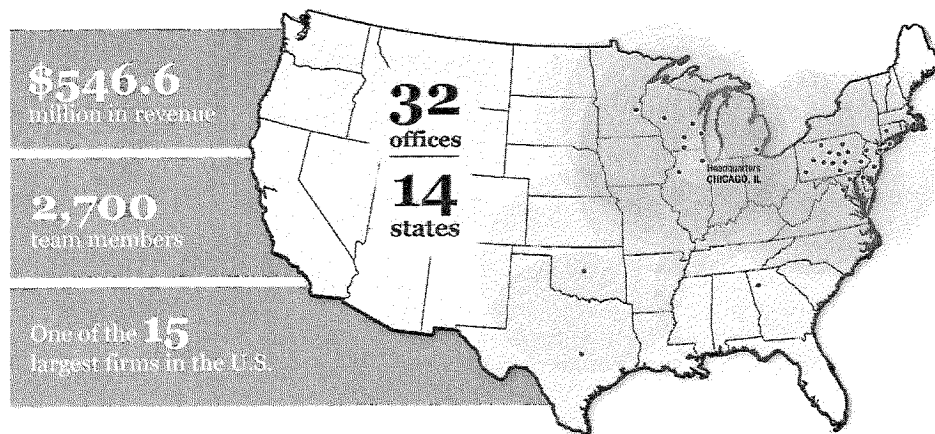 $546.6
million in revenue
2,700
team members
One of the 15
largest firms in the U.S.
32
offices
14
states
Headquarters
CHICAGO, IL